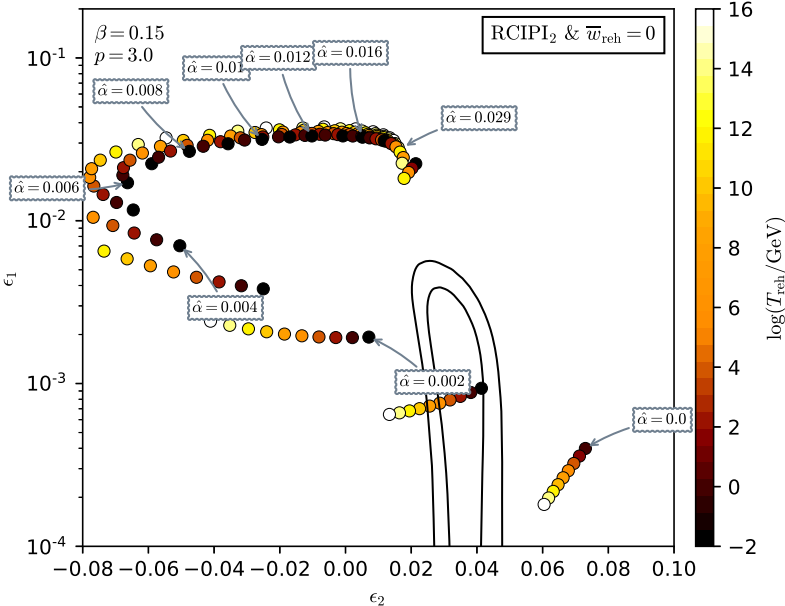 β = 0.15
p = 3.0
RCIPI₂ & w̅_reh = 0
α̂ = 0.016
α̂ = 0.012
α̂ = 0.01
α̂ = 0.008
α̂ = 0.029
α̂ = 0.006
α̂ = 0.004
α̂ = 0.002
α̂ = 0.0
10⁻¹
10⁻²
10⁻³
10⁻⁴
ϵ₁
−0.08 −0.06 −0.04 −0.02 0.00 0.02 0.04 0.06 0.08 0.10
ϵ₂
16
14
12
10
8
6
4
2
0
−2
log(T_reh/GeV)